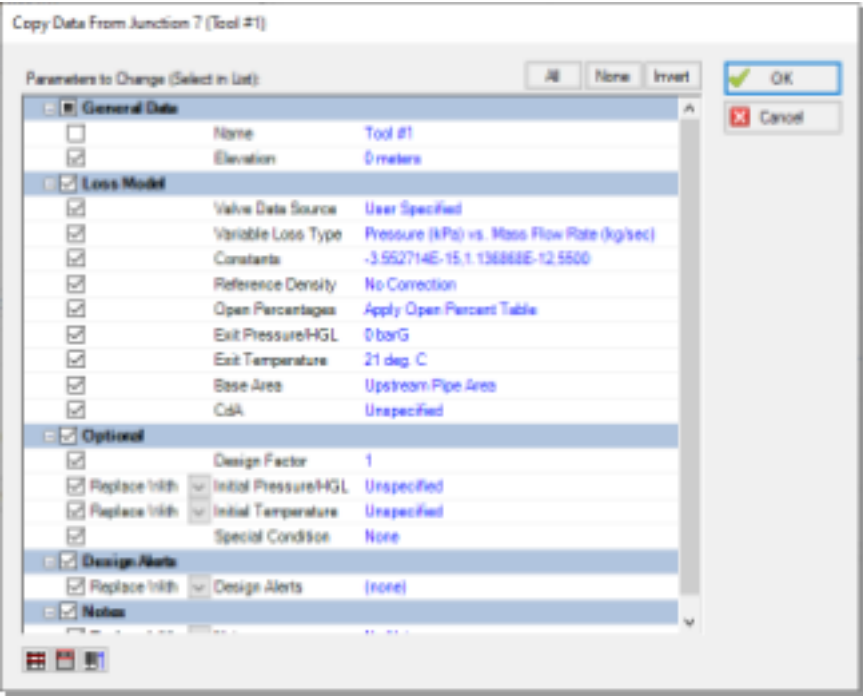 Copy Data From Junction 7 (Tool #1)
Parameters to Change (Select in List):
All None Invert
OK
Cancel
General Data
Name Tool #1
Elevation 0 meters
Loss Model
Valve Data Source User Specified
Variable Loss Type Pressure (kPa) vs. Mass Flow Rate (kg/sec)
Constants -3.552714E-15,1.136868E-12,5500
Reference Density No Correction
Open Percentages Apply Open Percent Table
Exit Pressure/HGL 0 barG
Exit Temperature 21 deg. C
Base Area Upstream Pipe Area
CdA Unspecified
Optional
Design Factor 1
Replace With Initial Pressure/HGL Unspecified
Replace With Initial Temperature Unspecified
Special Condition None
Design Alerts
Replace With Design Alerts (none)
Notes